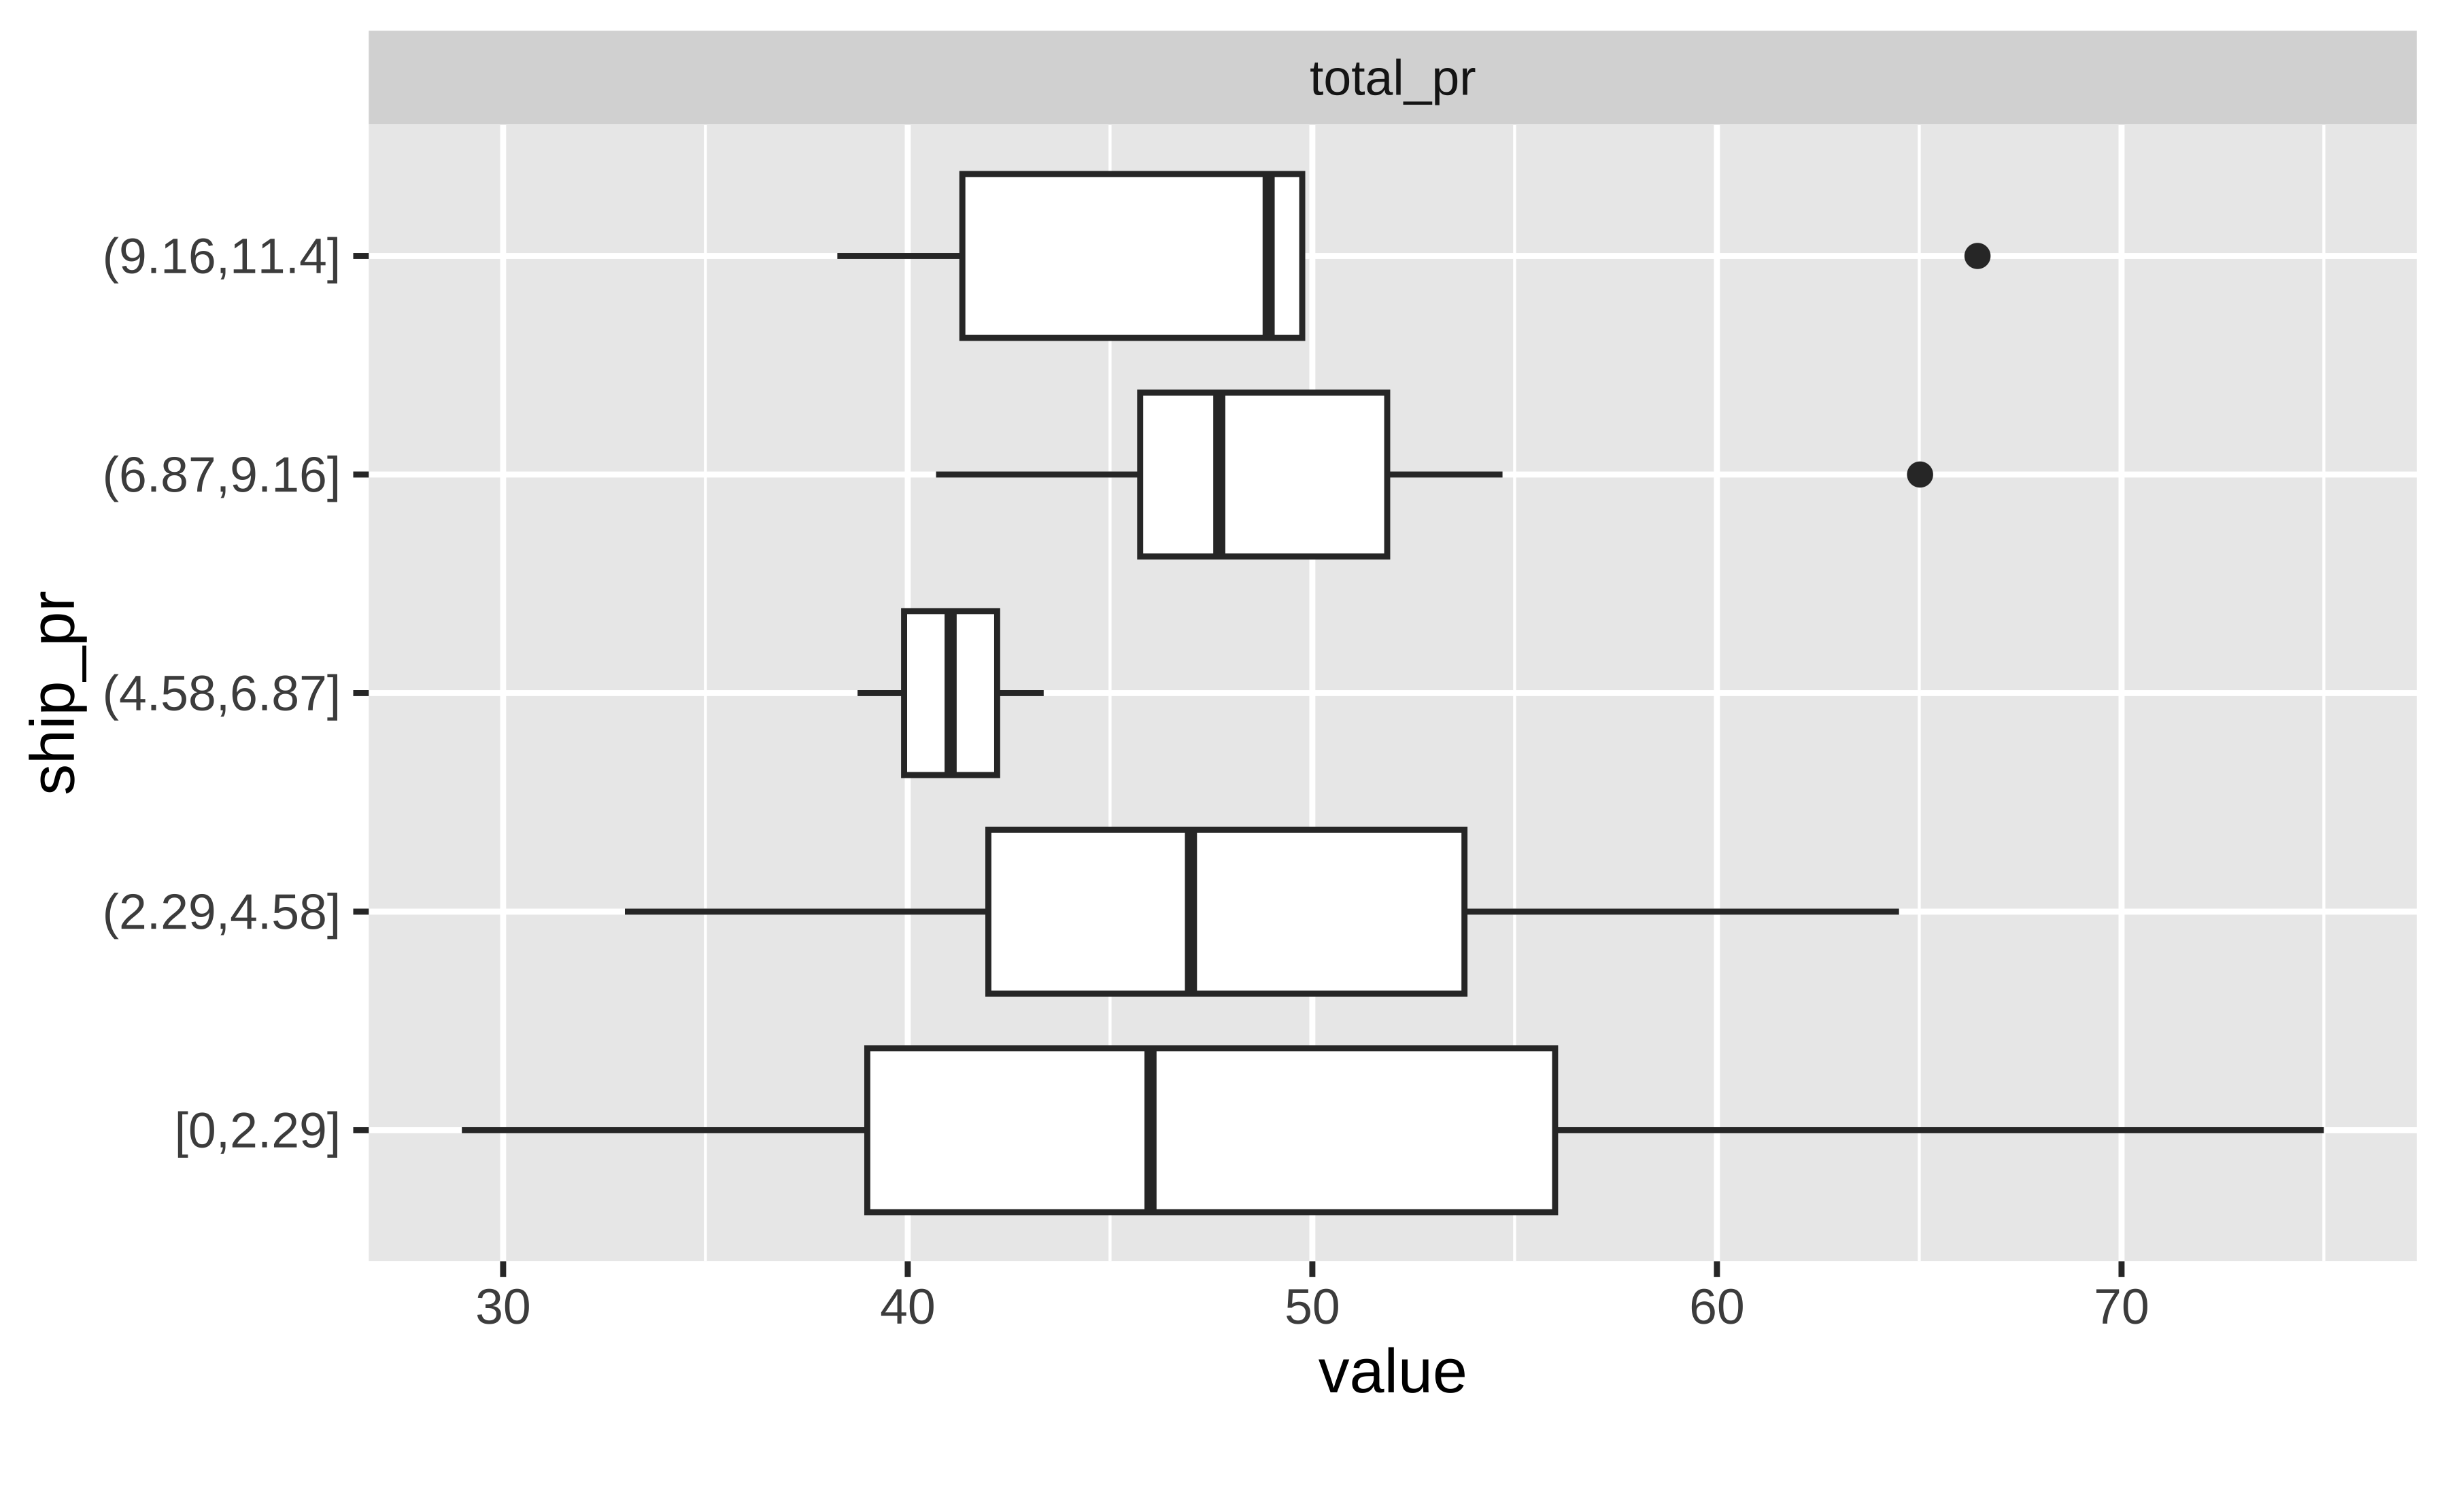 total_pr
(9.16,11.4]
(6.87,9.16]
(4.58,6.87]
(2.29,4.58]
[0,2.29]
ship_pr
30 40 50 60 70
value